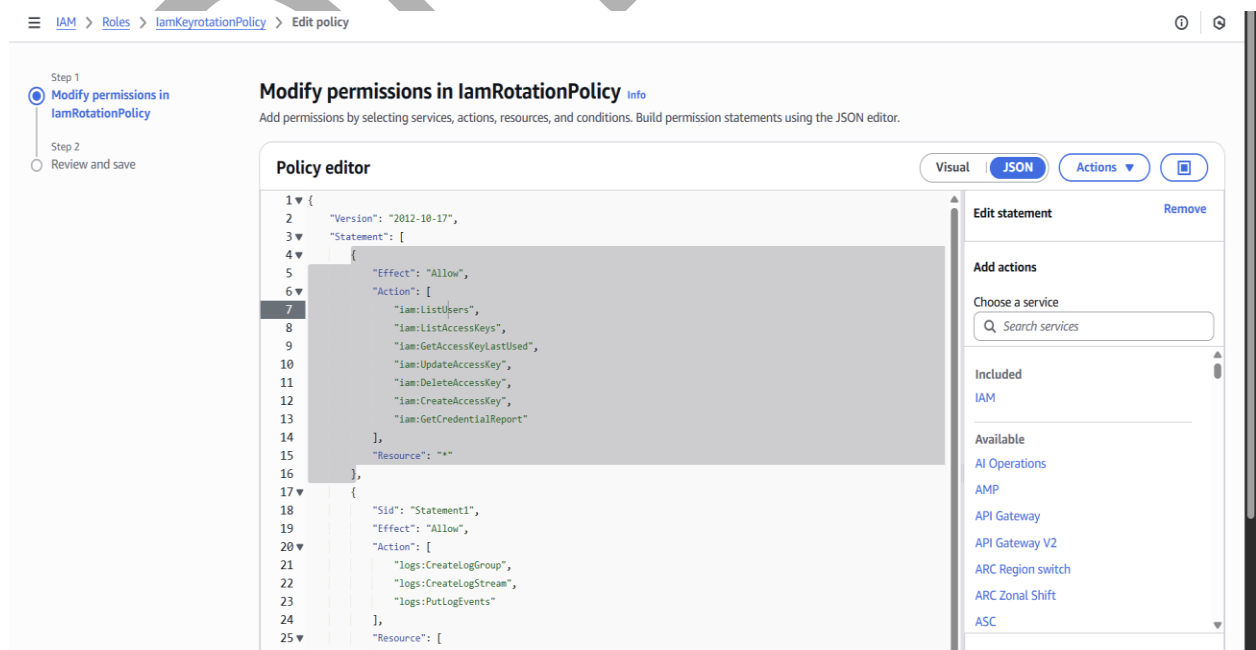 IAM > Roles > IamKeyrotationPolicy > Edit policy
Step 1
Modify permissions in
IamRotationPolicy
Step 2
Review and save
Modify permissions in IamRotationPolicy Info
Add permissions by selecting services, actions, resources, and conditions. Build permission statements using the JSON editor.
Policy editor
Visual JSON Actions
1 {
2 "Version": "2012-10-17",
3 "Statement": [
4 {
5 "Effect": "Allow",
6 "Action": [
7 "iam:ListUsers",
8 "iam:ListAccessKeys",
9 "iam:GetAccessKeyLastUsed",
10 "iam:UpdateAccessKey",
11 "iam:DeleteAccessKey",
12 "iam:CreateAccessKey",
13 "iam:GetCredentialReport"
14 ],
15 "Resource": "*"
16 },
17 {
18 "Sid": "Statement1",
19 "Effect": "Allow",
20 "Action": [
21 "logs:CreateLogGroup",
22 "logs:CreateLogStream",
23 "logs:PutLogEvents"
24 ],
25 "Resource": [
Edit statement Remove
Add actions
Choose a service
Search services
Included
IAM
Available
AI Operations
AMP
API Gateway
API Gateway V2
ARC Region switch
ARC Zonal Shift
ASC